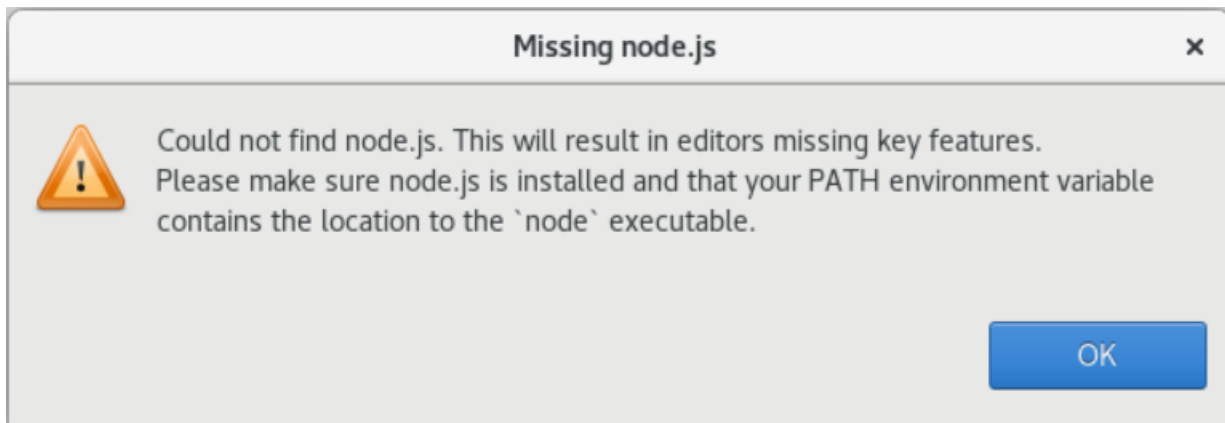 Missing node.js
Could not find node.js. This will result in editors missing key features.
Please make sure node.js is installed and that your PATH environment variable
contains the location to the `node` executable.
OK